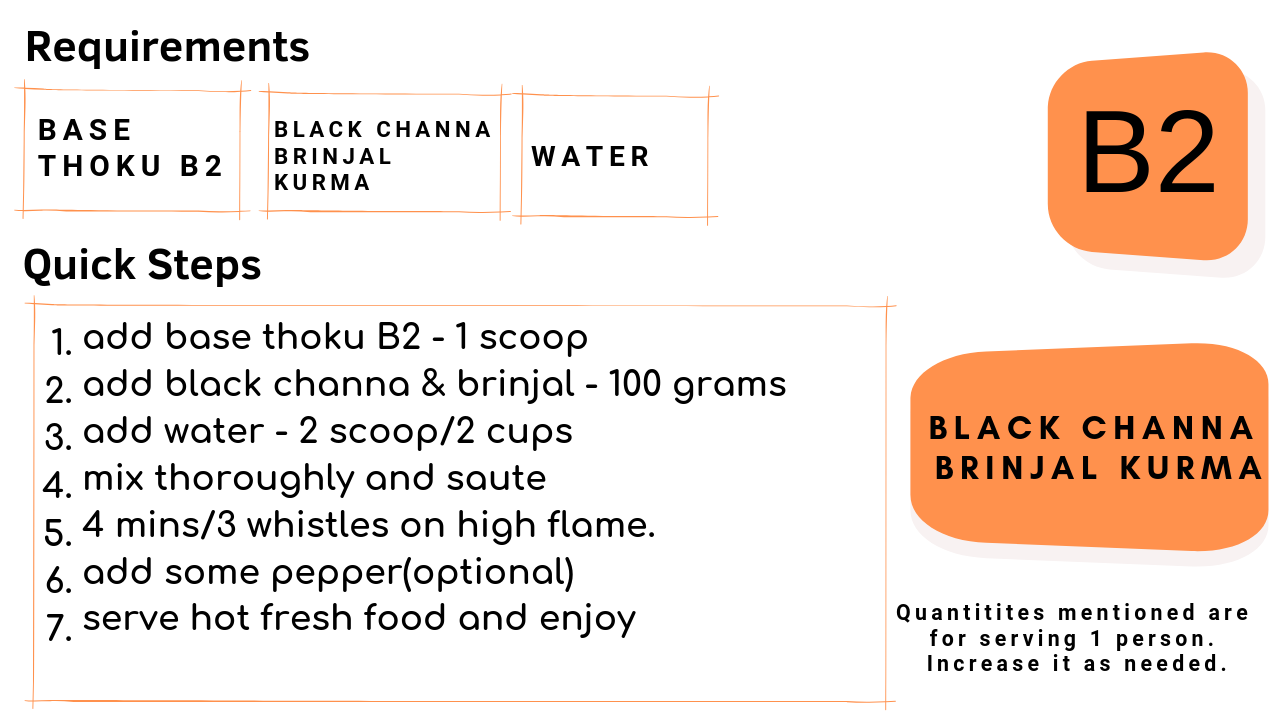 Requirements
BASE
THOKU B2
BLACK CHANNA
BRINJAL
KURMA
WATER
B2
Quick Steps
1. add base thoku B2 - 1 scoop
2. add black channa & brinjal - 100 grams
3. add water - 2 scoop/2 cups
4. mix thoroughly and saute
5. 4 mins/3 whistles on high flame.
6. add some pepper(optional)
7. serve hot fresh food and enjoy
BLACK CHANNA
BRINJAL KURMA
Quantitites mentioned are
for serving 1 person.
Increase it as needed.